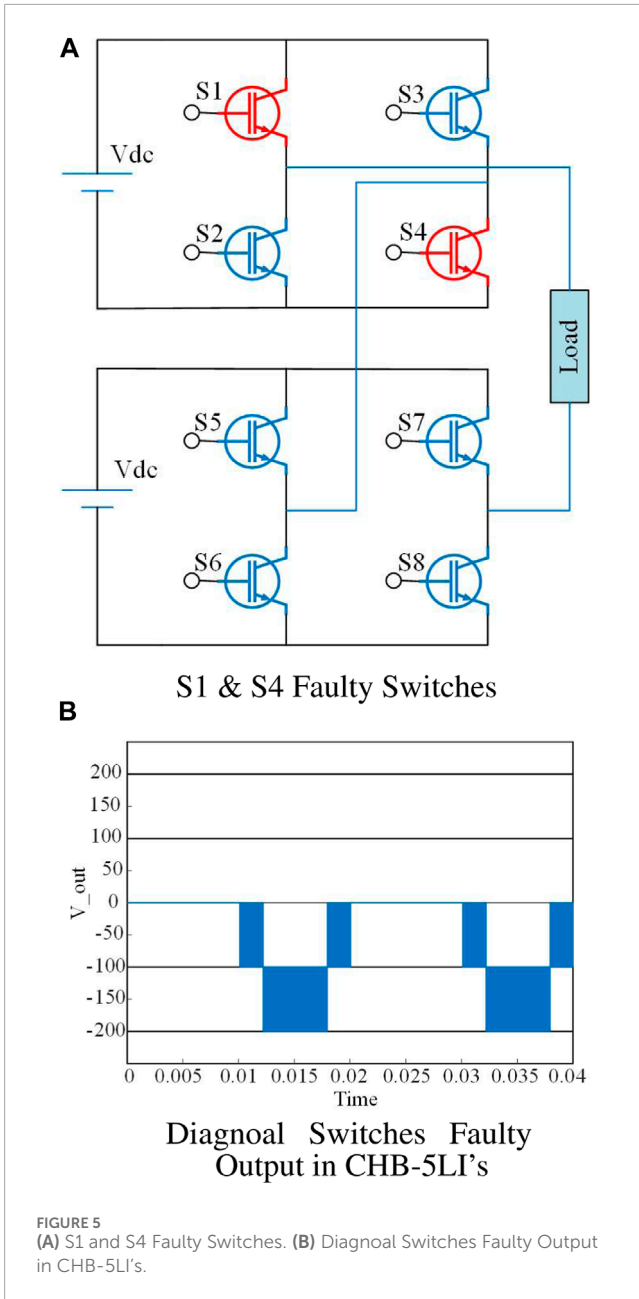 A
S1
S3
Vdc
S2
S4
Load
S5
S7
Vdc
S6
S8
S1 & S4 Faulty Switches
B
200
150
100
50
0
-50
-100
-150
-200
V_out
0 0.005 0.01 0.015 0.02 0.025 0.03 0.035 0.04
Time
Diagnoal Switches Faulty
Output in CHB-5LI's
FIGURE 5
(A) S1 and S4 Faulty Switches. (B) Diagnoal Switches Faulty Output
in CHB-5LI's.